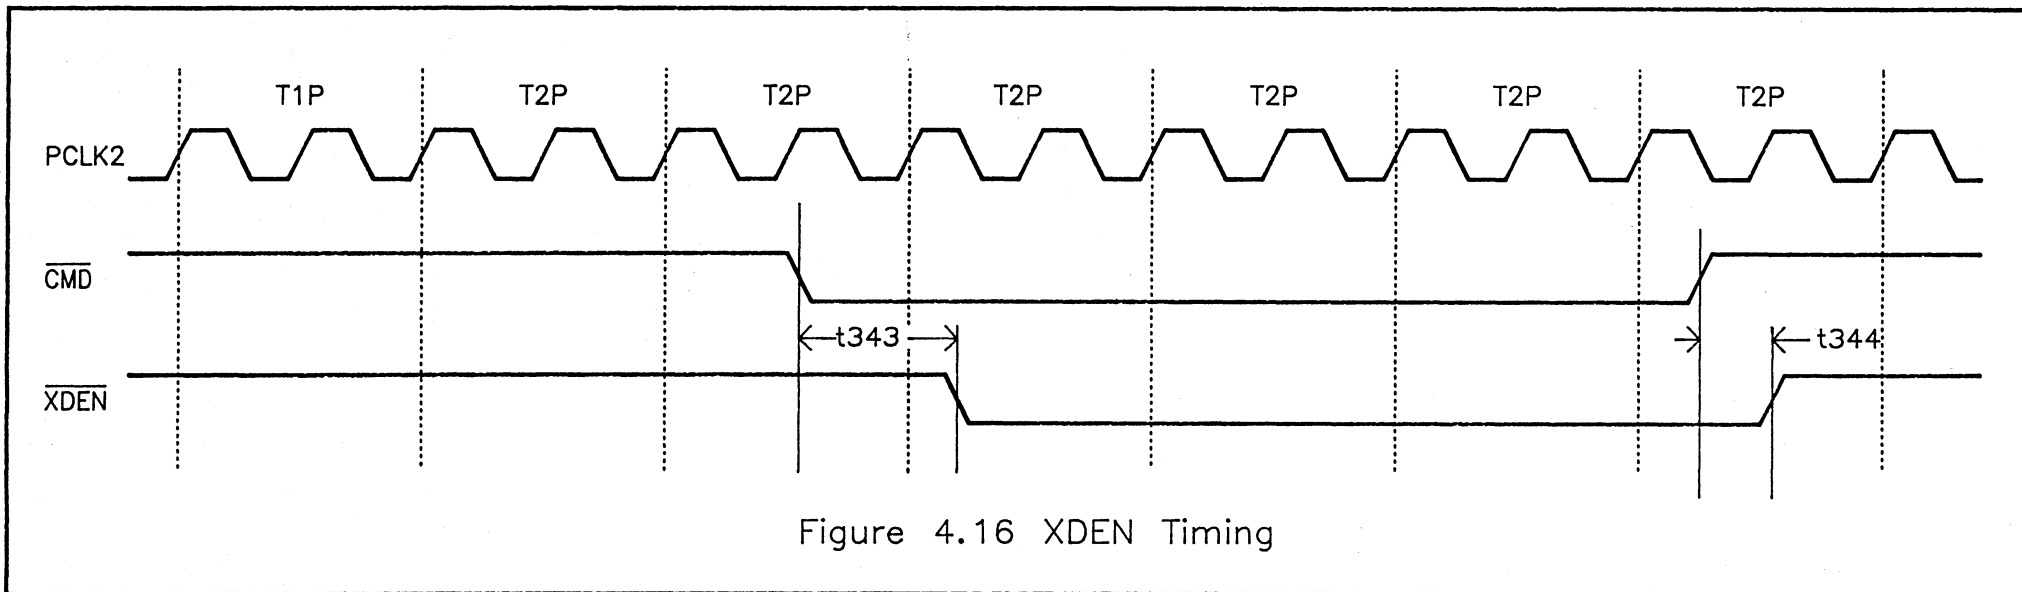 T1P T2P T2P T2P T2P T2P T2P
PCLK2
CMD
t343 t344
XDEN
Figure 4.16 XDEN Timing